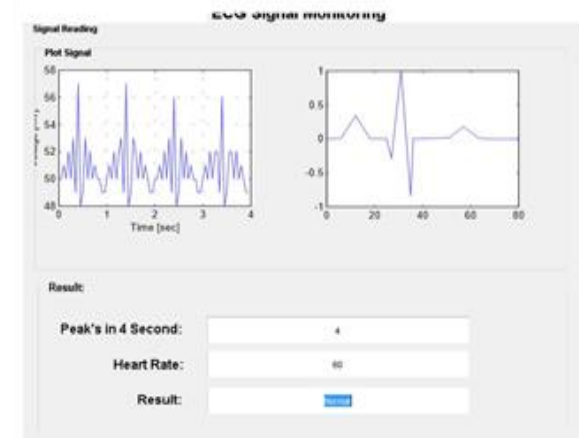 ECG Signal Monitoring
Signal Reading
Plot Signal
58
56
54
52
50
48
0 1 2 3 4
Time [sec]
1
0.5
0
-0.5
-1
0 20 40 60 80
Result:
Peak's in 4 Second:
4
Heart Rate:
60
Result:
Normal